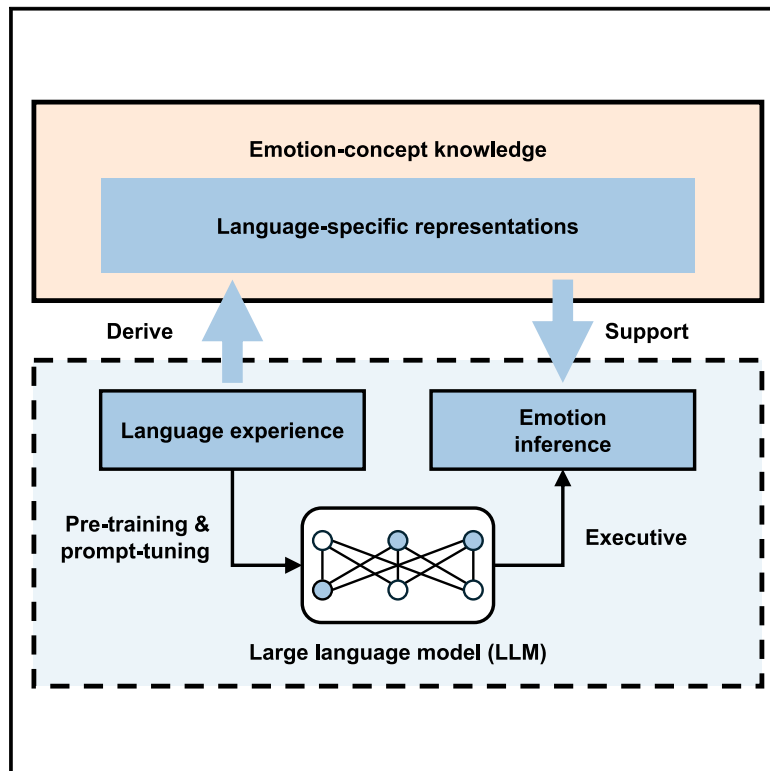 Emotion-concept knowledge
Language-specific representations
Derive
Support
Language experience
Emotion
inference
Pre-training &
prompt-tuning
Executive
Large language model (LLM)